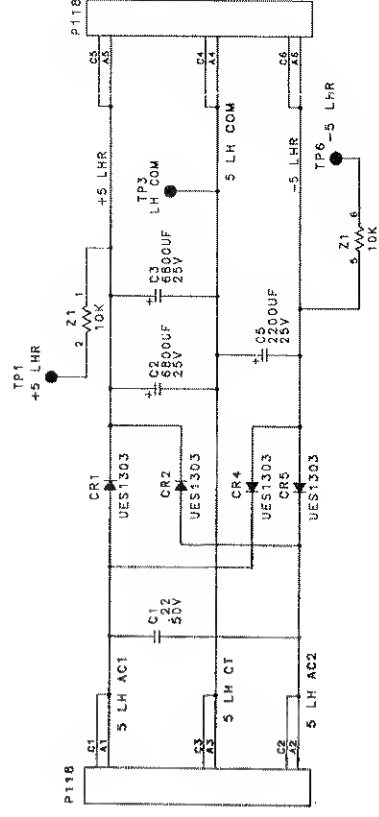 P118
C1
A1
5 LH AC1
C3
A3
5 LH CT
C2
A2
5 LH AC2
C1
.22
50V
CR1
UES1303
CR2
UES1303
CR4
UES1303
CR5
UES1303
TP1
+5 LHR
2
Z1
1
10K
+
C2
6800UF
25V
+
C3
6800UF
25V
+
C5
2200UF
25V
TP3
LH COM
+5 LHR
5 LH COM
-5 LHR
P118
C5
A5
C4
A4
C6
A6
TP6
-5 LHR
5
Z1
6
10K